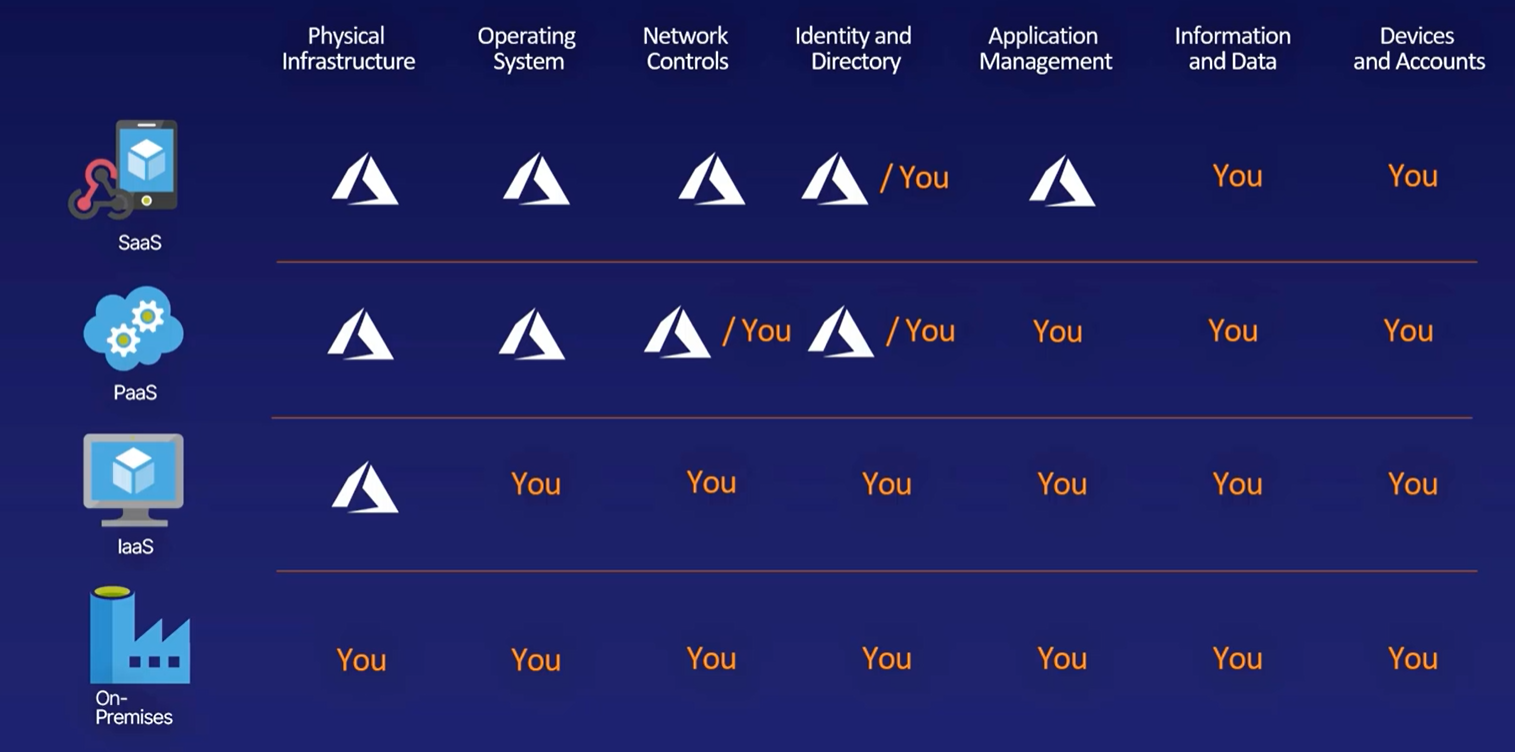 Physical Infrastructure
Operating System
Network Controls
Identity and Directory
Application Management
Information and Data
Devices and Accounts
/ You
You
You
SaaS
/ You
/ You
You
You
You
PaaS
You
You
You
You
You
You
IaaS
You
You
You
You
You
You
You
On-
Premises